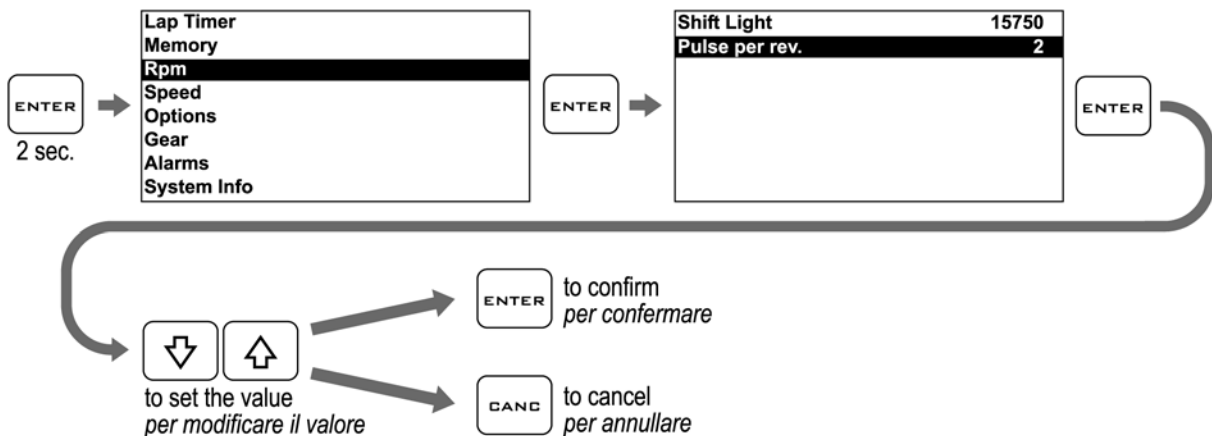 ENTER
2 sec.
Lap Timer
Memory
Rpm
Speed
Options
Gear
Alarms
System Info
ENTER
Shift Light 15750
Pulse per rev. 2
ENTER
to set the value
per modificare il valore
ENTER
to confirm
per confermare
CANC
to cancel
per annullare